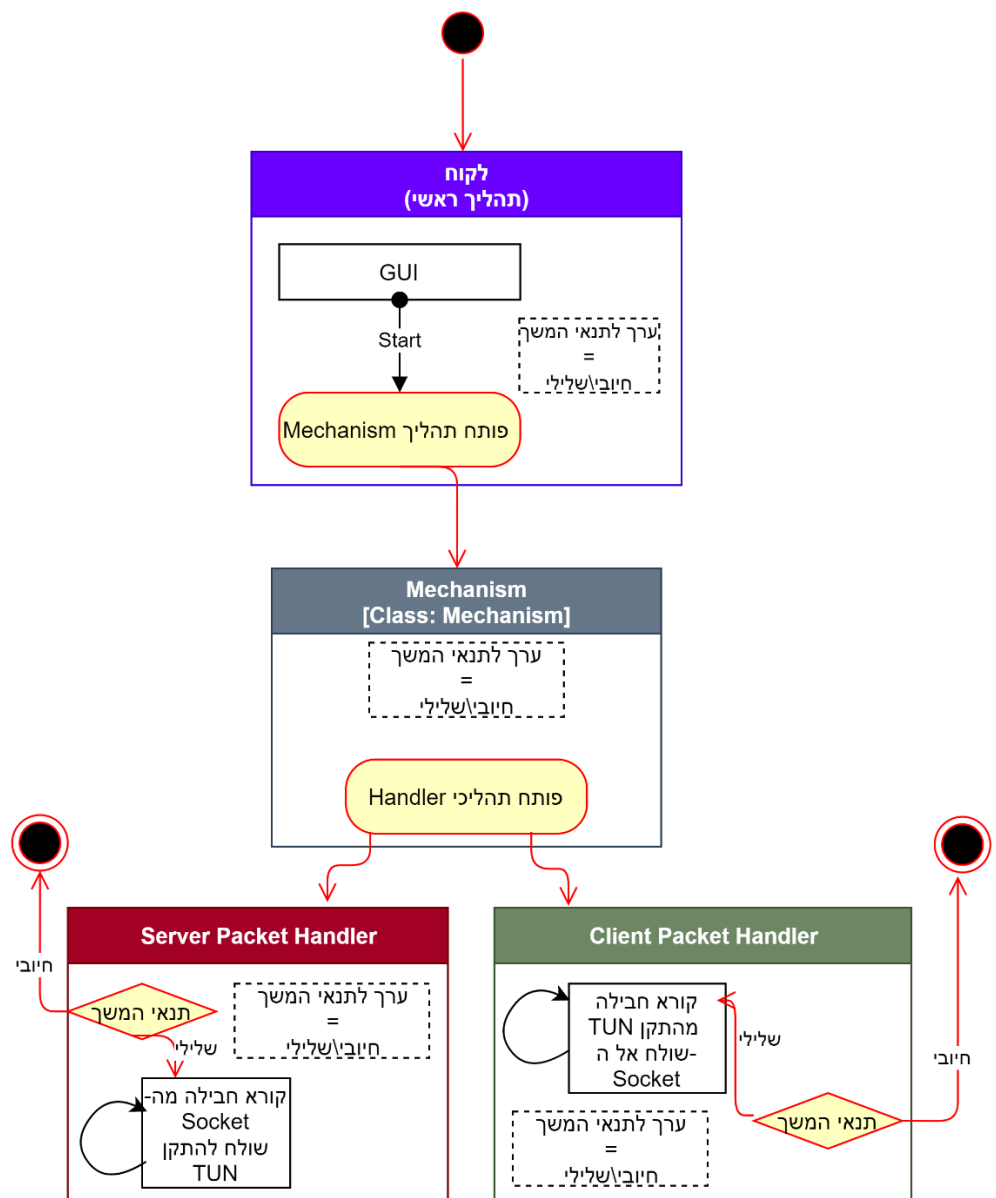 לקוח
(תהליך ראשי)
GUI
Start
ערך לתנאי המשך
=
חיובי\שלילי
פותח תהליך Mechanism
Mechanism
[Class: Mechanism]
ערך לתנאי המשך
=
חיובי\שלילי
פותח תהליכי Handler
Server Packet Handler
חיובי
תנאי המשך
שלילי
ערך לתנאי המשך
=
חיובי\שלילי
קורא חבילה מה-
Socket
שולח להתקן
TUN
Client Packet Handler
קורא חבילה
מהתקן TUN
שולח אל ה-
Socket
שלילי
חיובי
תנאי המשך
ערך לתנאי המשך
=
חיובי\שלילי